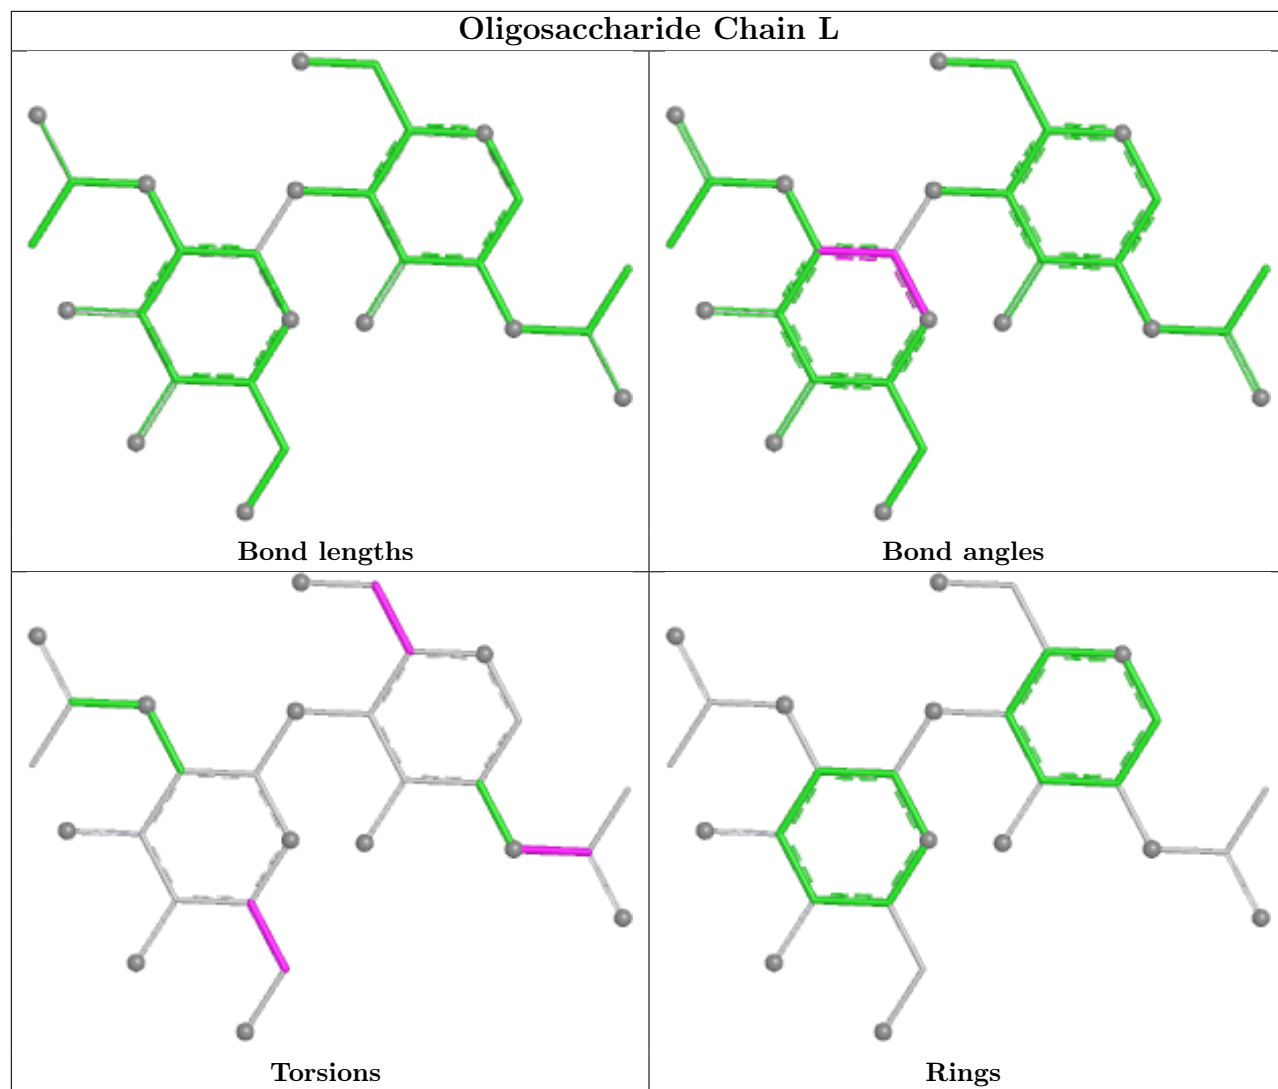 Oligosaccharide Chain L
Bond lengths
Bond angles
Torsions
Rings